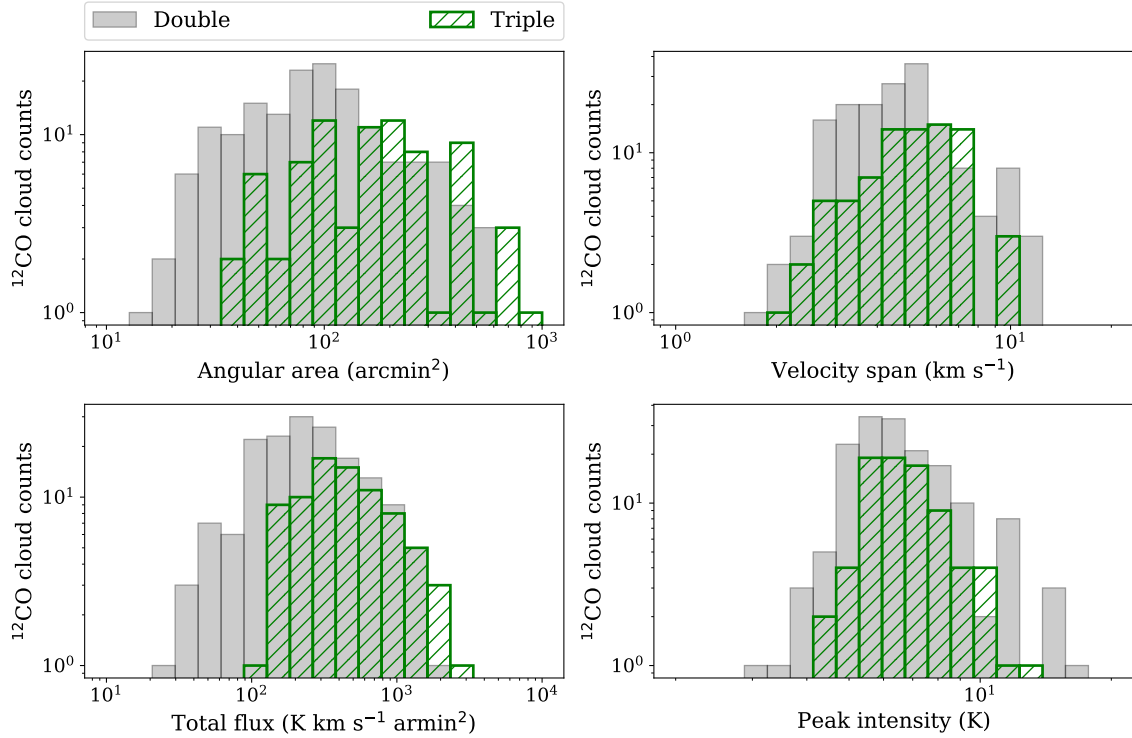 Double Triple
¹²CO cloud counts
10¹
10⁰
10¹ 10² 10³
Angular area (arcmin²)
¹²CO cloud counts
10¹
10⁰
10⁰ 10¹
Velocity span (km s⁻¹)
¹²CO cloud counts
10¹
10⁰
10¹ 10² 10³ 10⁴
Total flux (K km s⁻¹ armin²)
¹²CO cloud counts
10¹
10⁰
10¹
Peak intensity (K)